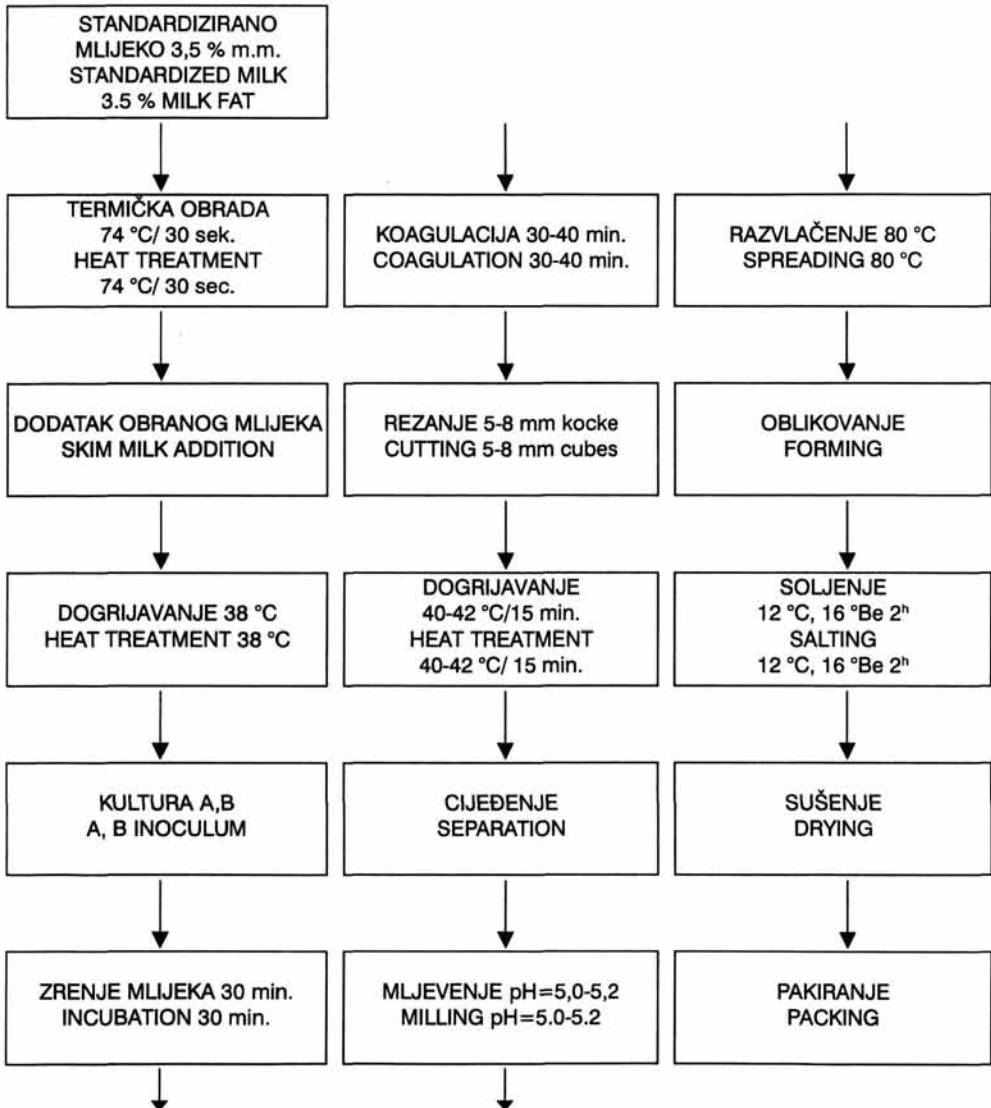 STANDARDIZIRANO
MLIJEKO 3,5 % m.m.
STANDARDIZED MILK
3.5 % MILK FAT
TERMIČKA OBRADA
74 °C/ 30 sek.
HEAT TREATMENT
74 °C/ 30 sec.
DODATAK OBRANOG MLIJEKA
SKIM MILK ADDITION
DOGRIJAVANJE 38 °C
HEAT TREATMENT 38 °C
KULTURA A,B
A, B INOCULUM
ZRENJE MLIJEKA 30 min.
INCUBATION 30 min.
KOAGULACIJA 30-40 min.
COAGULATION 30-40 min.
REZANJE 5-8 mm kocke
CUTTING 5-8 mm cubes
DOGRIJAVANJE
40-42 °C/15 min.
HEAT TREATMENT
40-42 °C/ 15 min.
CIJEĐENJE
SEPARATION
MLJEVENJE pH=5,0-5,2
MILLING pH=5.0-5.2
RAZVLAČENJE 80 °C
SPREADING 80 °C
OBLIKOVANJE
FORMING
SOLJENJE
12 °C, 16 °Be 2ʰ
SALTING
12 °C, 16 °Be 2ʰ
SUŠENJE
DRYING
PAKIRANJE
PACKING